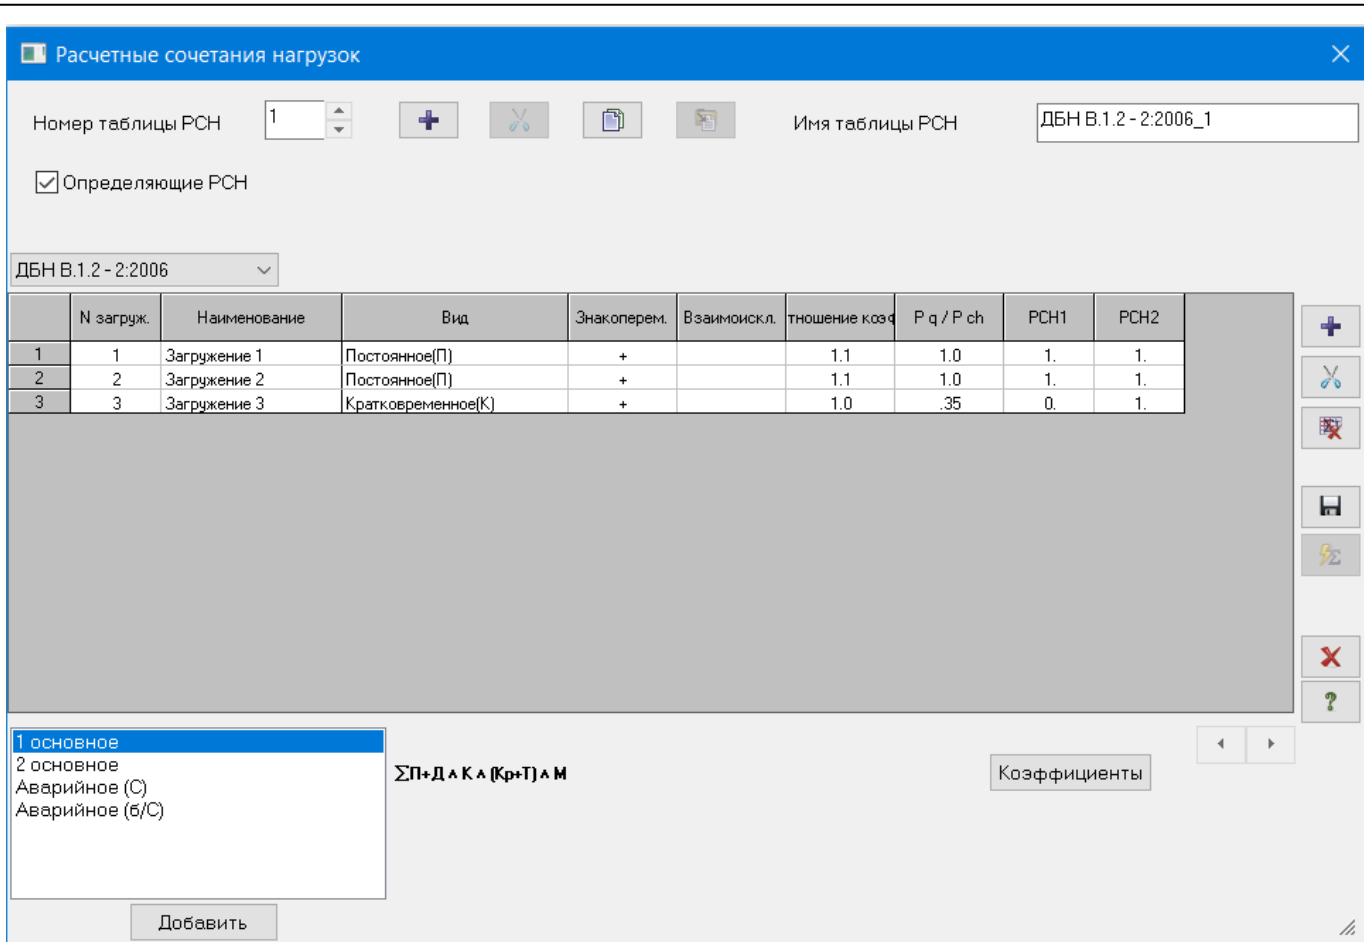 Расчетные сочетания нагрузок
Номер таблицы РСН 1 Имя таблицы РСН ДБН В.1.2 - 2:2006_1
Определяющие РСН
ДБН В.1.2 - 2:2006
N загруж. Наименование Вид Знакоперем. Взаимоискл. тношение коэф P q / P ch РСН1 РСН2
1 1 Загружение 1 Постоянное(П) + 1.1 1.0 1. 1.
2 2 Загружение 2 Постоянное(П) + 1.1 1.0 1. 1.
3 3 Загружение 3 Кратковременное(К) + 1.0 .35 0. 1.
1 основное
2 основное
Аварийное (С)
Аварийное (б/С)
∑П+Д ∧ К ∧ (Кр+Т) ∧ М
Коэффициенты
Добавить